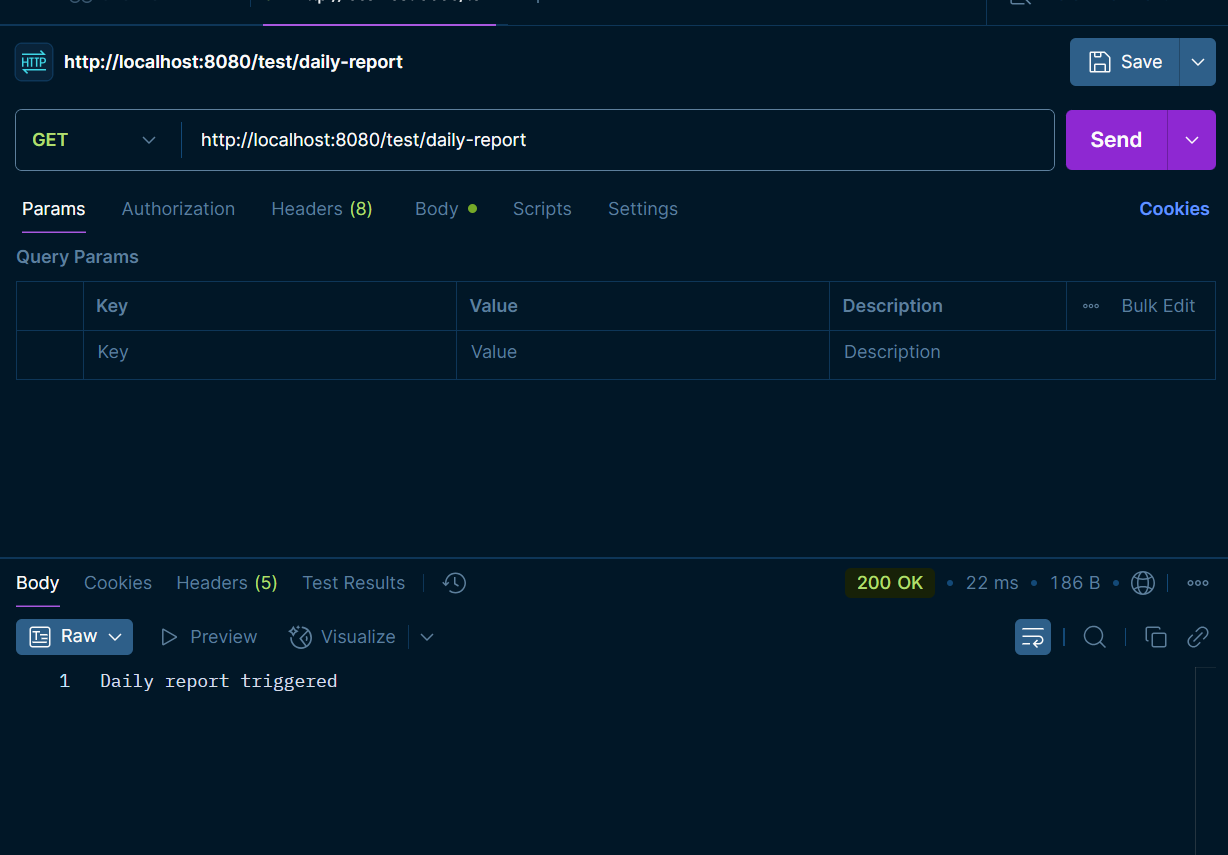 HTTP http://localhost:8080/test/daily-report Save
GET http://localhost:8080/test/daily-report Send
Params Authorization Headers (8) Body Scripts Settings Cookies
Query Params
Key Value Description Bulk Edit
Key Value Description
Body Cookies Headers (5) Test Results 200 OK • 22 ms • 186 B •
Raw Preview Visualize
1 Daily report triggered